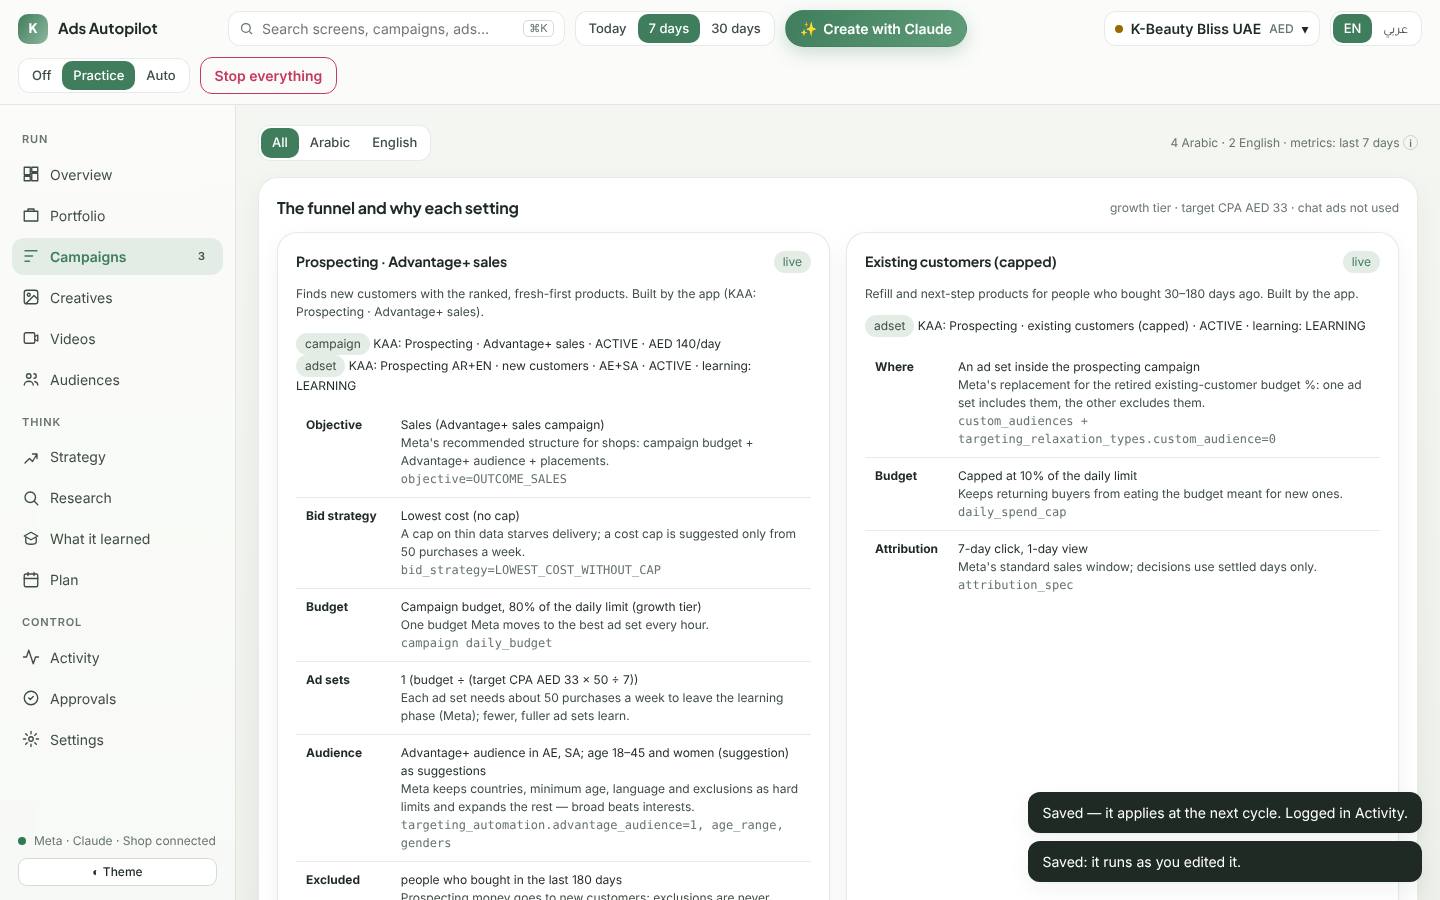 K Ads Autopilot
Search screens, campaigns, ads... ⌘K
Today 7 days 30 days
✨ Create with Claude
K-Beauty Bliss UAE AED ▾
EN عربي
Off Practice Auto
Stop everything
RUN
Overview
Portfolio
Campaigns 3
Creatives
Videos
Audiences
THINK
Strategy
Research
What it learned
Plan
CONTROL
Activity
Approvals
Settings
Meta · Claude · Shop connected
Theme
All Arabic English
4 Arabic · 2 English · metrics: last 7 days i
The funnel and why each setting
growth tier · target CPA AED 33 · chat ads not used
Prospecting · Advantage+ sales live
Finds new customers with the ranked, fresh-first products. Built by the app (KAA:
Prospecting · Advantage+ sales).
campaign KAA: Prospecting · Advantage+ sales · ACTIVE · AED 140/day
adset KAA: Prospecting AR+EN · new customers · AE+SA · ACTIVE · learning:
LEARNING
Objective Sales (Advantage+ sales campaign)
Meta's recommended structure for shops: campaign budget +
Advantage+ audience + placements.
objective=OUTCOME_SALES
Bid strategy Lowest cost (no cap)
A cap on thin data starves delivery; a cost cap is suggested only from
50 purchases a week.
bid_strategy=LOWEST_COST_WITHOUT_CAP
Budget Campaign budget, 80% of the daily limit (growth tier)
One budget Meta moves to the best ad set every hour.
campaign daily_budget
Ad sets 1 (budget ÷ (target CPA AED 33 × 50 ÷ 7))
Each ad set needs about 50 purchases a week to leave the learning
phase (Meta); fewer, fuller ad sets learn.
Audience Advantage+ audience in AE, SA; age 18–45 and women (suggestion)
as suggestions
Meta keeps countries, minimum age, language and exclusions as hard
limits and expands the rest — broad beats interests.
targeting_automation.advantage_audience=1, age_range,
genders
Excluded people who bought in the last 180 days
Prospecting money goes to new customers; exclusions are never
Existing customers (capped) live
Refill and next-step products for people who bought 30–180 days ago. Built by the app.
adset KAA: Prospecting · existing customers (capped) · ACTIVE · learning: LEARNING
Where An ad set inside the prospecting campaign
Meta's replacement for the retired existing-customer budget %: one ad
set includes them, the other excludes them.
custom_audiences +
targeting_relaxation_types.custom_audience=0
Budget Capped at 10% of the daily limit
Keeps returning buyers from eating the budget meant for new ones.
daily_spend_cap
Attribution 7-day click, 1-day view
Meta's standard sales window; decisions use settled days only.
attribution_spec
Saved — it applies at the next cycle. Logged in Activity.
Saved: it runs as you edited it.